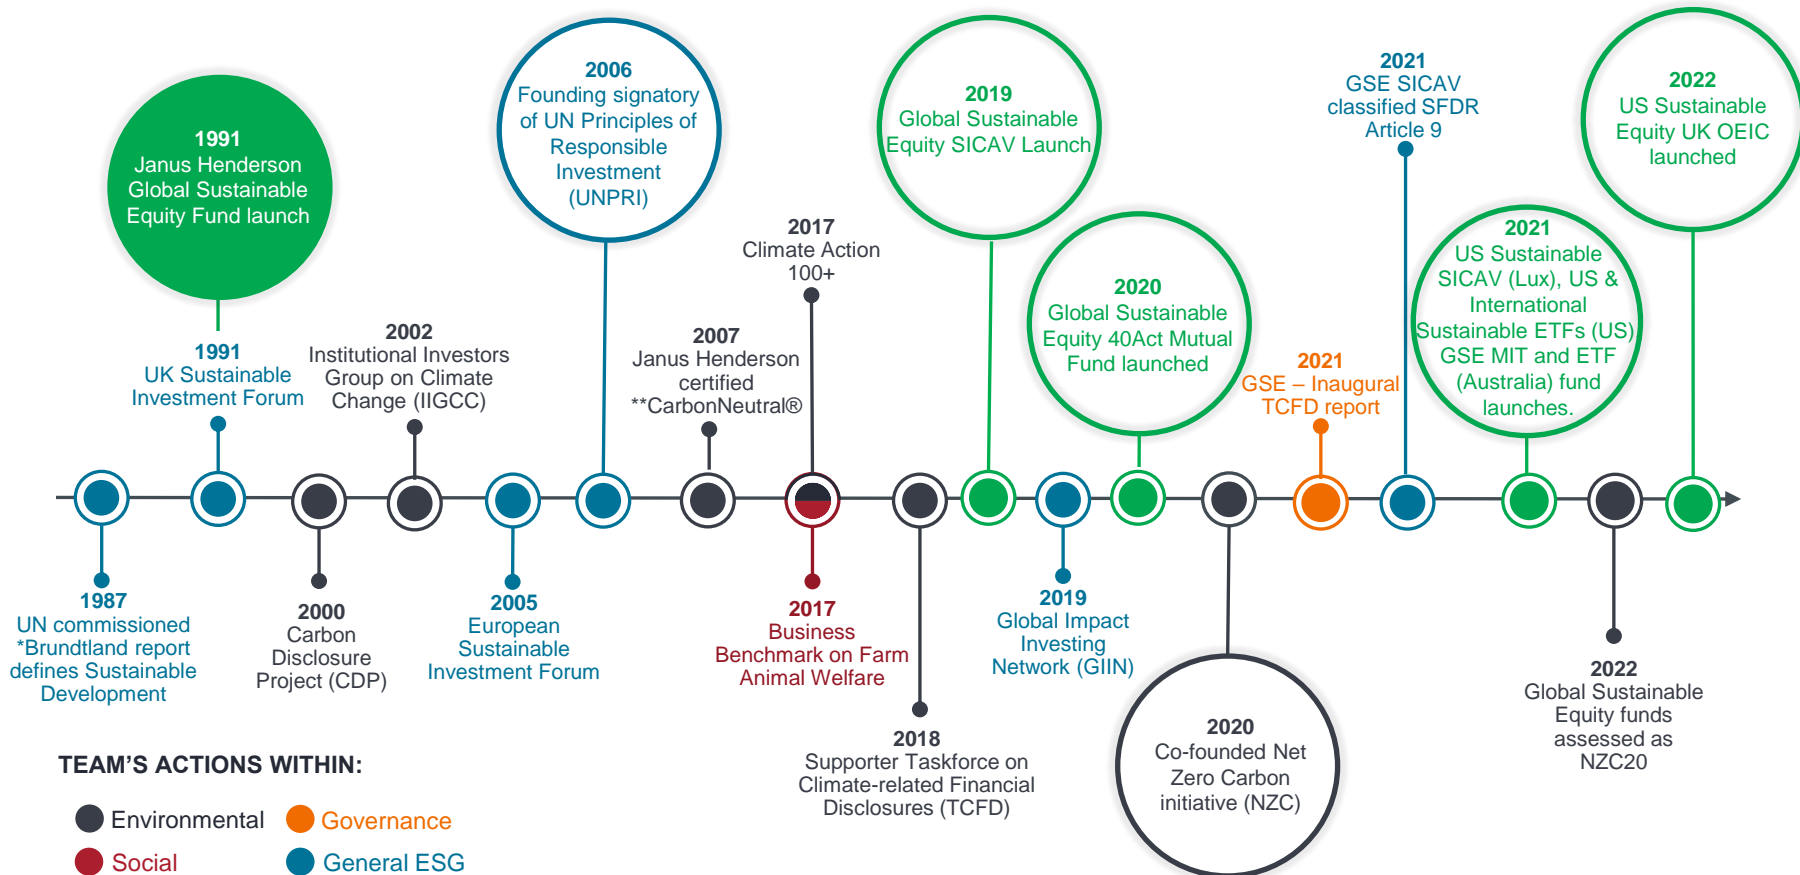 1991
Janus Henderson
Global Sustainable
Equity Fund launch
1991
UK Sustainable
Investment Forum
2002
Institutional Investors
Group on Climate
Change (IIGCC)
2006
Founding signatory
of UN Principles of
Responsible
Investment
(UNPRI)
2007
Janus Henderson
certified
**CarbonNeutral®
2017
Climate Action
100+
2019
Global Sustainable
Equity SICAV Launch
2020
Global Sustainable
Equity 40Act Mutual
Fund launched
2021
GSE – Inaugural
TCFD report
2021
GSE SICAV
classified SFDR
Article 9
2021
US Sustainable
SICAV (Lux), US &
International
Sustainable ETFs (US)
GSE MIT and ETF
(Australia) fund
launches.
2022
US Sustainable
Equity UK OEIC
launched
1987
UN commissioned
*Brundtland report
defines Sustainable
Development
2000
Carbon
Disclosure
Project (CDP)
2005
European
Sustainable
Investment Forum
2017
Business
Benchmark on Farm
Animal Welfare
2018
Supporter Taskforce on
Climate-related Financial
Disclosures (TCFD)
2019
Global Impact
Investing
Network (GIIN)
2020
Co-founded Net
Zero Carbon
initiative (NZC)
2022
Global Sustainable
Equity funds
assessed as
NZC20
TEAM'S ACTIONS WITHIN:
Environmental
Governance
Social
General ESG